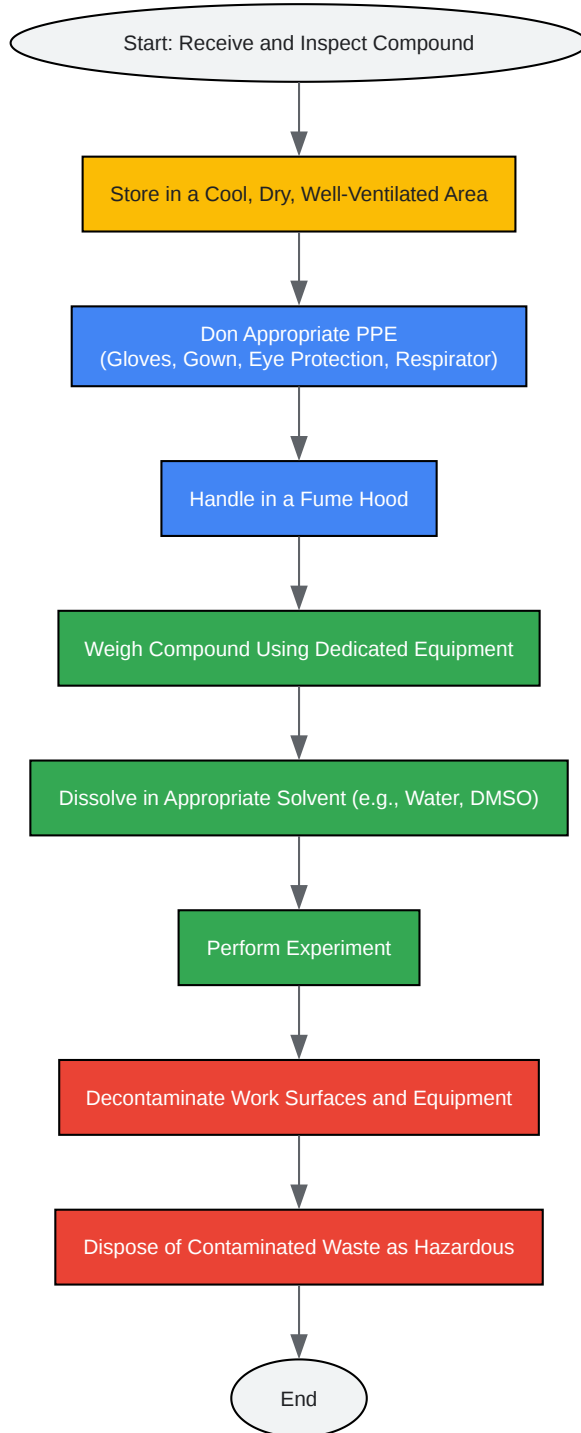 Start: Receive and Inspect Compound
Store in a Cool, Dry, Well-Ventilated Area
Don Appropriate PPE
(Gloves, Gown, Eye Protection, Respirator)
Handle in a Fume Hood
Weigh Compound Using Dedicated Equipment
Dissolve in Appropriate Solvent (e.g., Water, DMSO)
Perform Experiment
Decontaminate Work Surfaces and Equipment
Dispose of Contaminated Waste as Hazardous
End